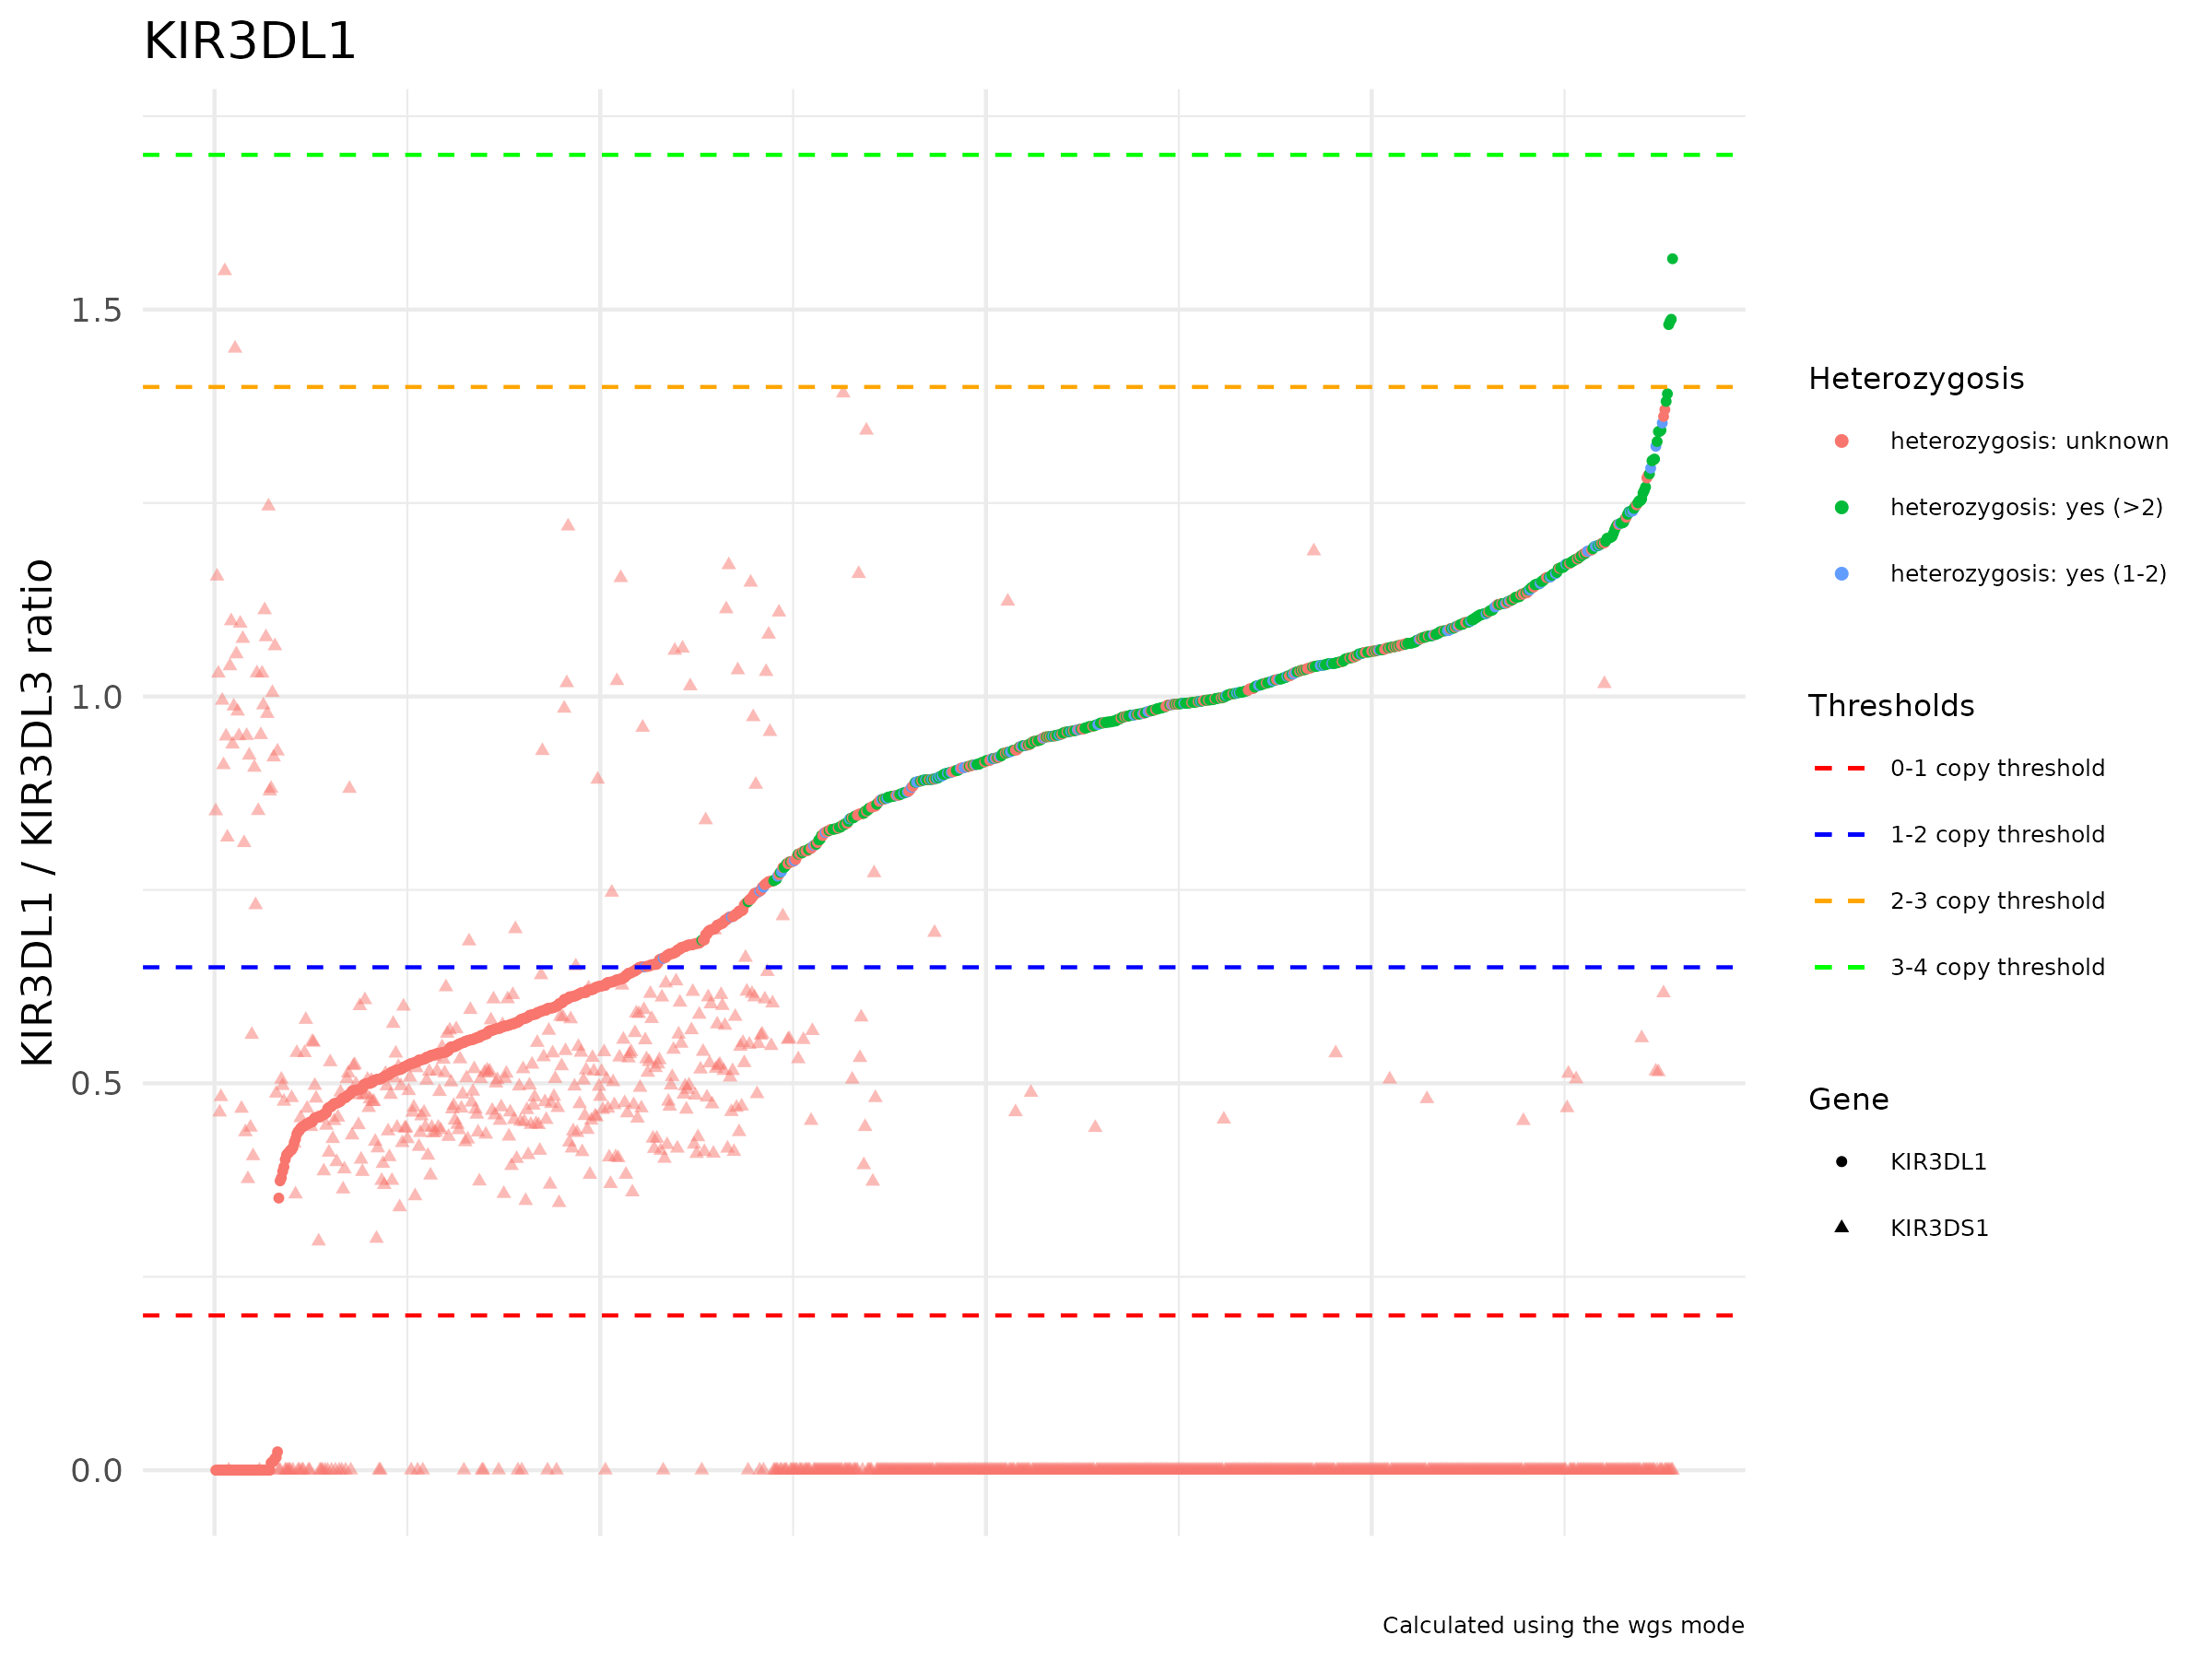 KIR3DL1
KIR3DL1 / KIR3DL3 ratio
1.5
1.0
0.5
0.0
Heterozygosis
heterozygosis: unknown
heterozygosis: yes (>2)
heterozygosis: yes (1-2)
Thresholds
0-1 copy threshold
1-2 copy threshold
2-3 copy threshold
3-4 copy threshold
Gene
KIR3DL1
KIR3DS1
Calculated using the wgs mode